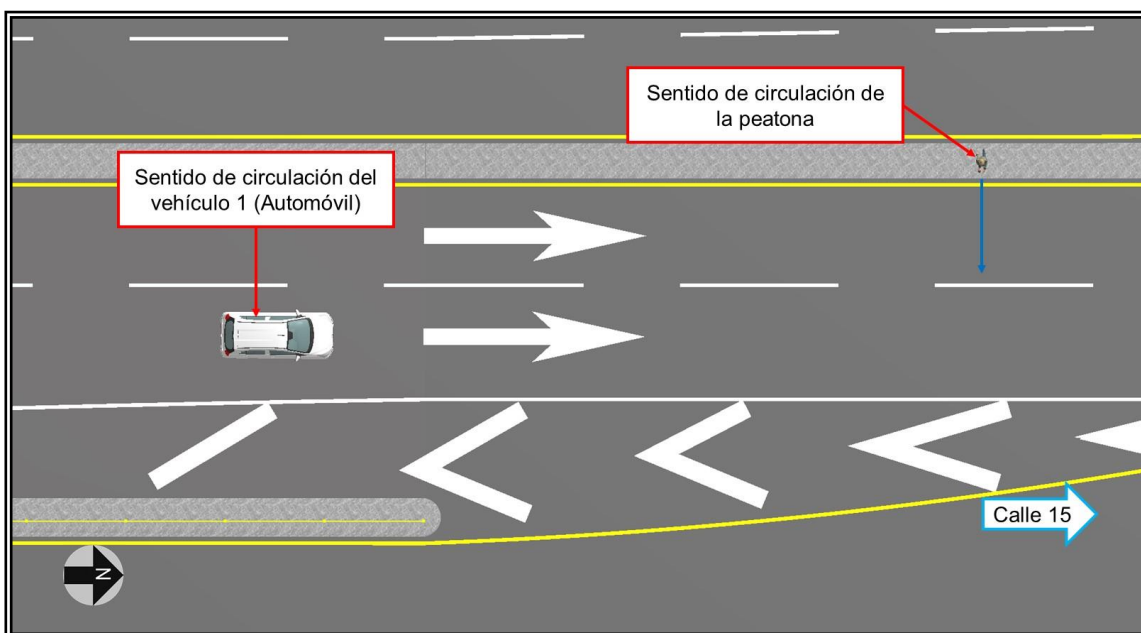 Sentido de circulación de
la peatona
Sentido de circulación del
vehículo 1 (Automóvil)
Calle 15
N